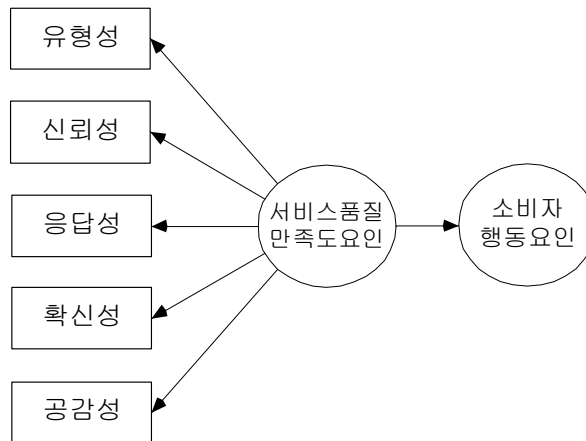 유형성
신뢰성
응답성
확신성
공감성
서비스품질
만족도요인
소비자
행동요인